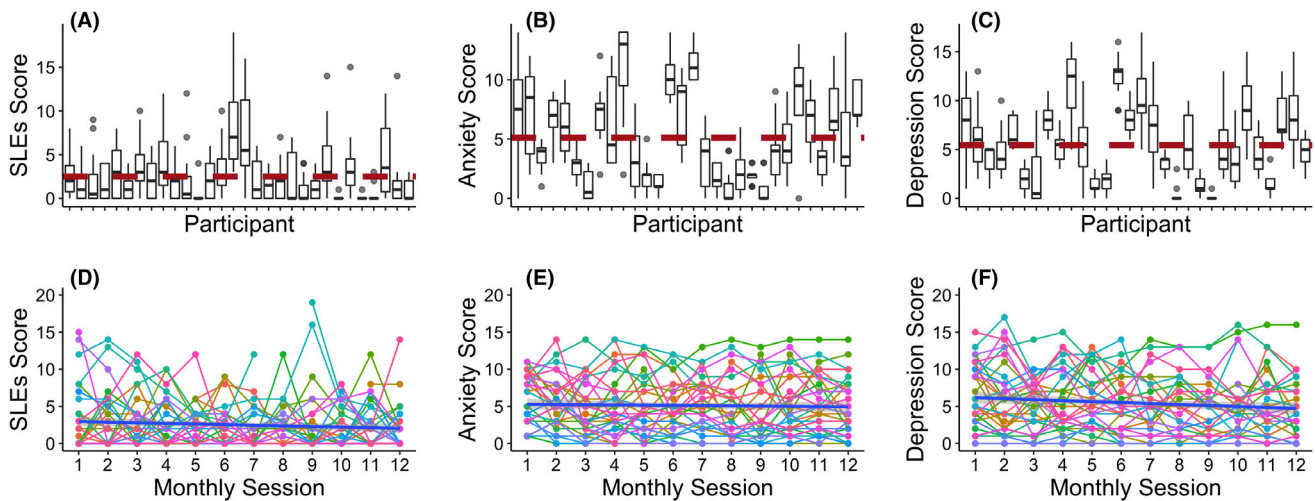 (A)
SLEs Score
15
10
5
0
Participant
(B)
Anxiety Score
10
5
0
Participant
(C)
Depression Score
15
10
5
0
Participant
(D)
SLEs Score
20
15
10
5
0
1 2 3 4 5 6 7 8 9 10 11 12
Monthly Session
(E)
Anxiety Score
20
15
10
5
0
1 2 3 4 5 6 7 8 9 10 11 12
Monthly Session
(F)
Depression Score
20
15
10
5
0
1 2 3 4 5 6 7 8 9 10 11 12
Monthly Session